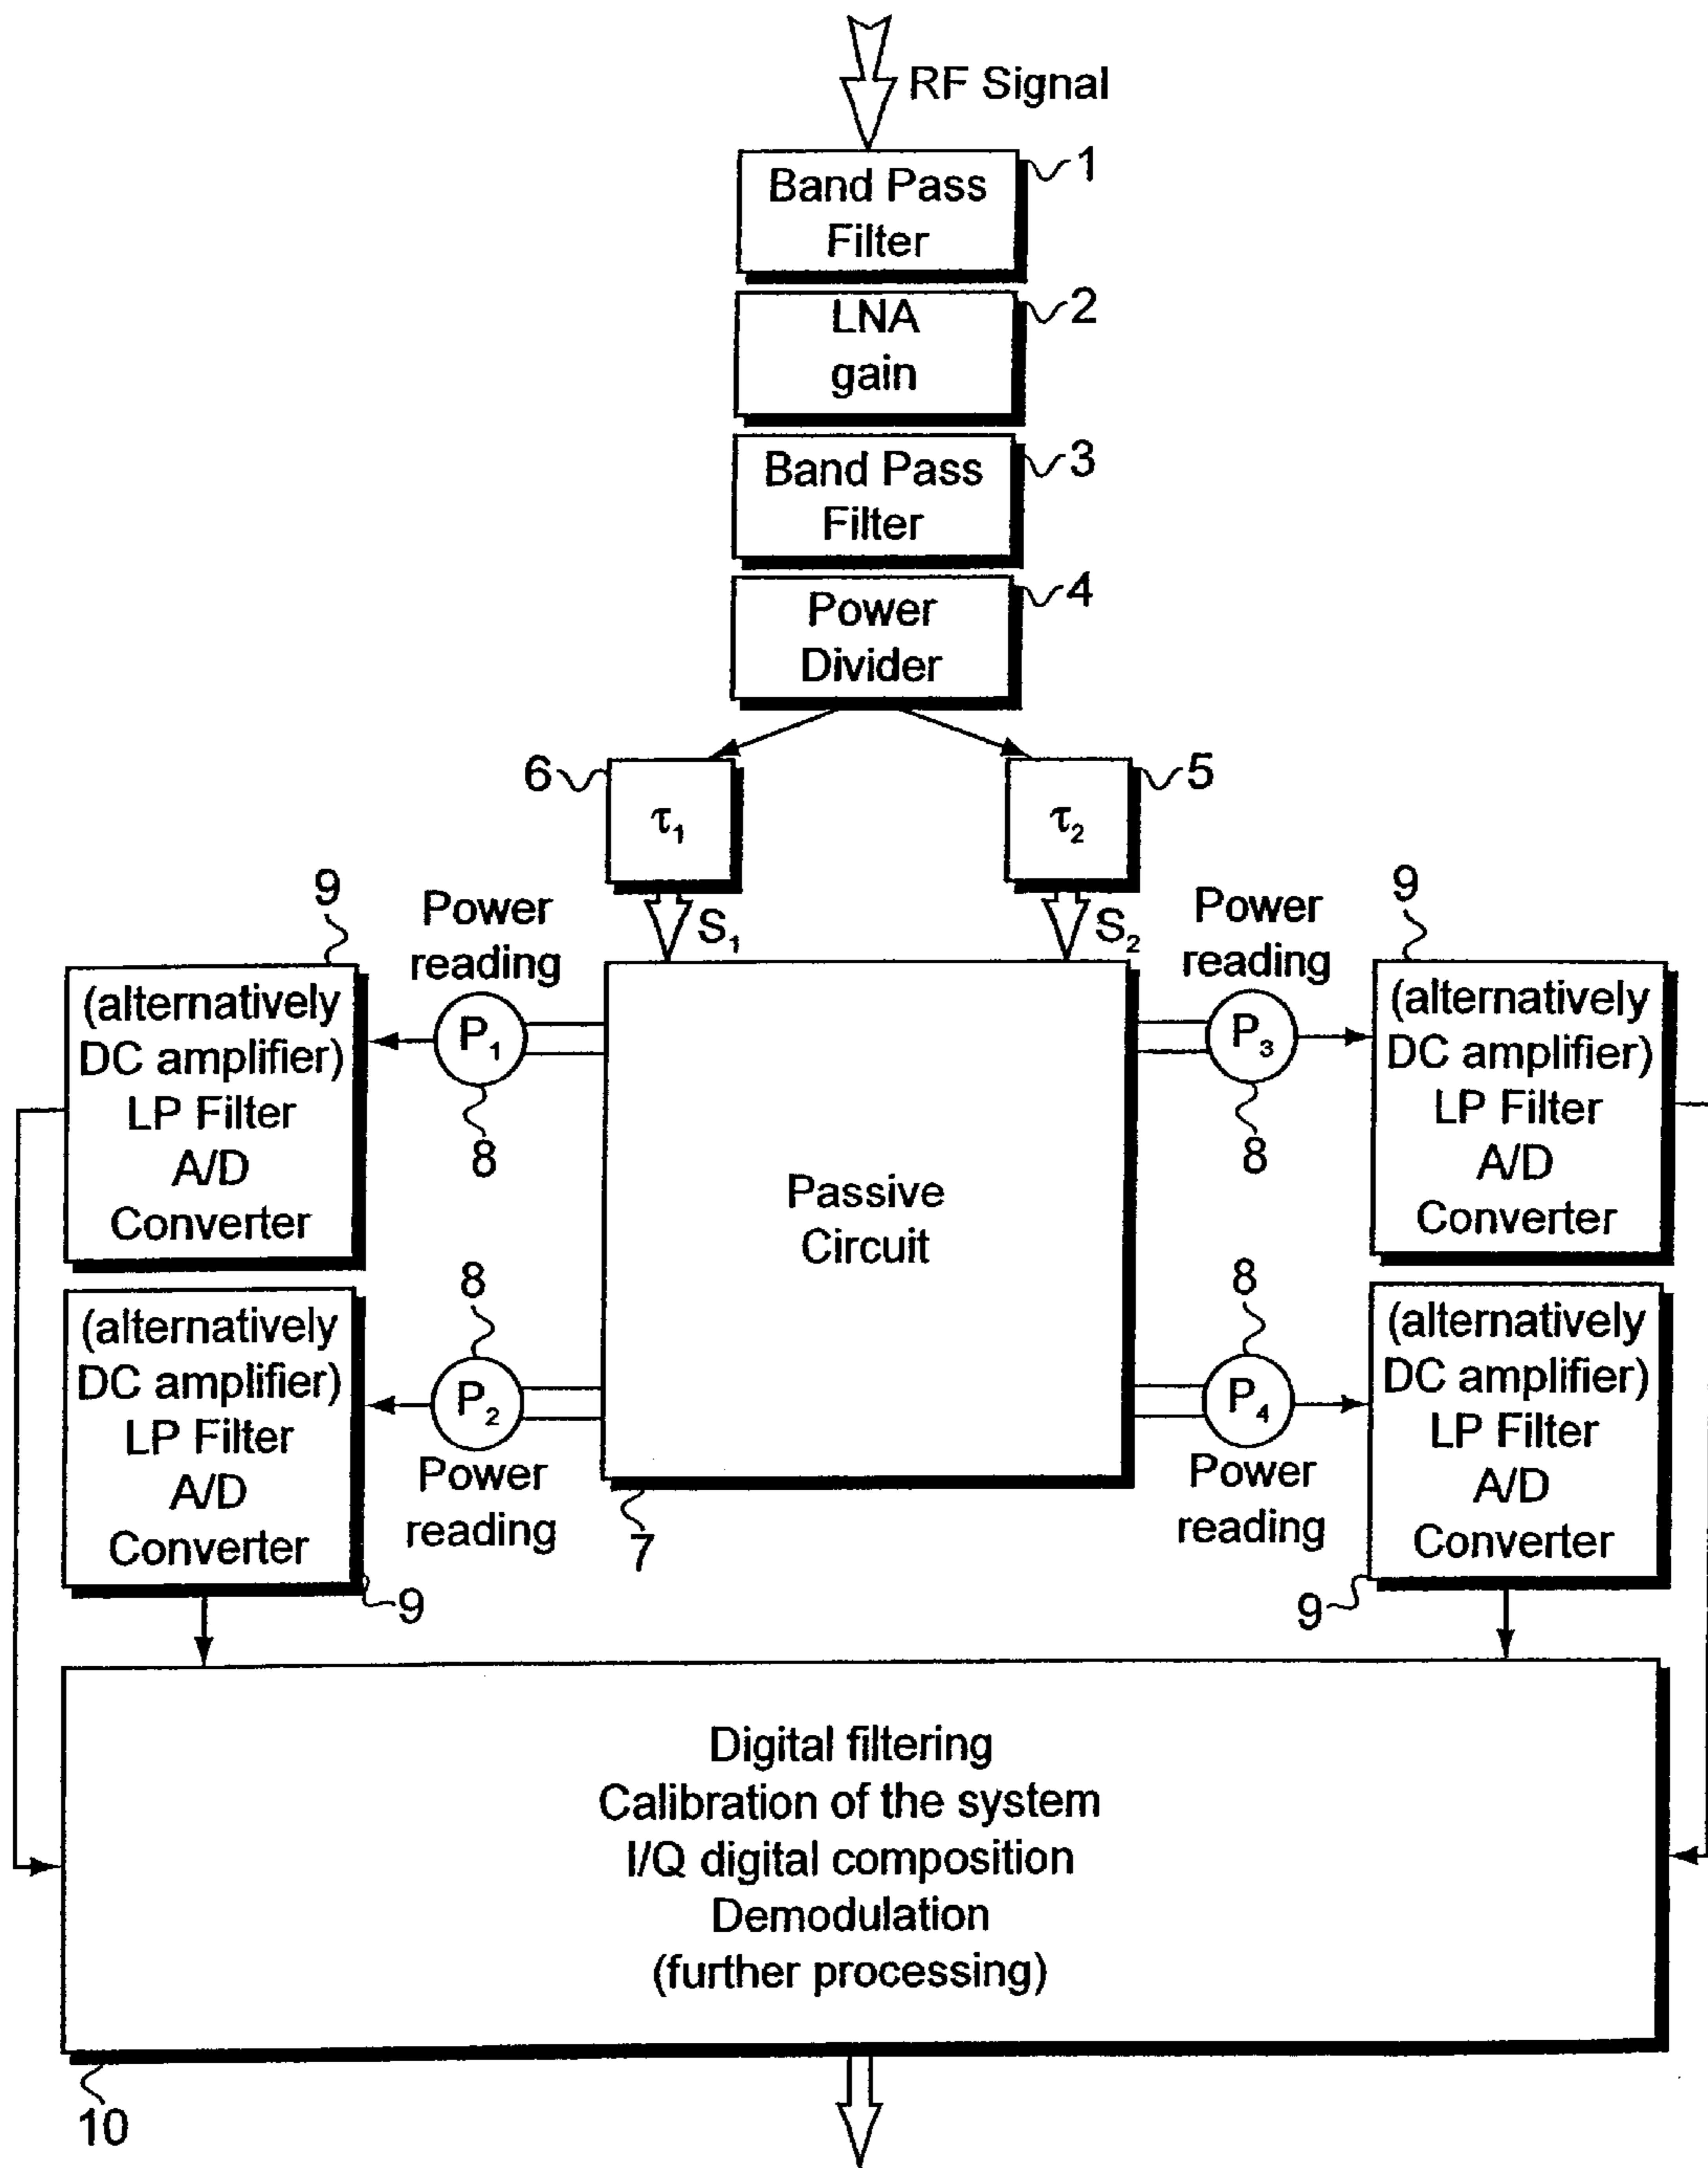 RF Signal
1
Band Pass
Filter
2
LNA
gain
3
Band Pass
Filter
4
Power
Divider
6
τ₁
5
τ₂
9
Power
reading
S₁
S₂
Power
reading
9
(alternatively
DC amplifier)
LP Filter
A/D
Converter
P₁
8
Passive
Circuit
P₃
8
(alternatively
DC amplifier)
LP Filter
A/D
Converter
(alternatively
DC amplifier)
LP Filter
A/D
Converter
9
8
P₂
Power
reading
7
8
P₄
Power
reading
(alternatively
DC amplifier)
LP Filter
A/D
Converter
9
Digital filtering
Calibration of the system
I/Q digital composition
Demodulation
(further processing)
10